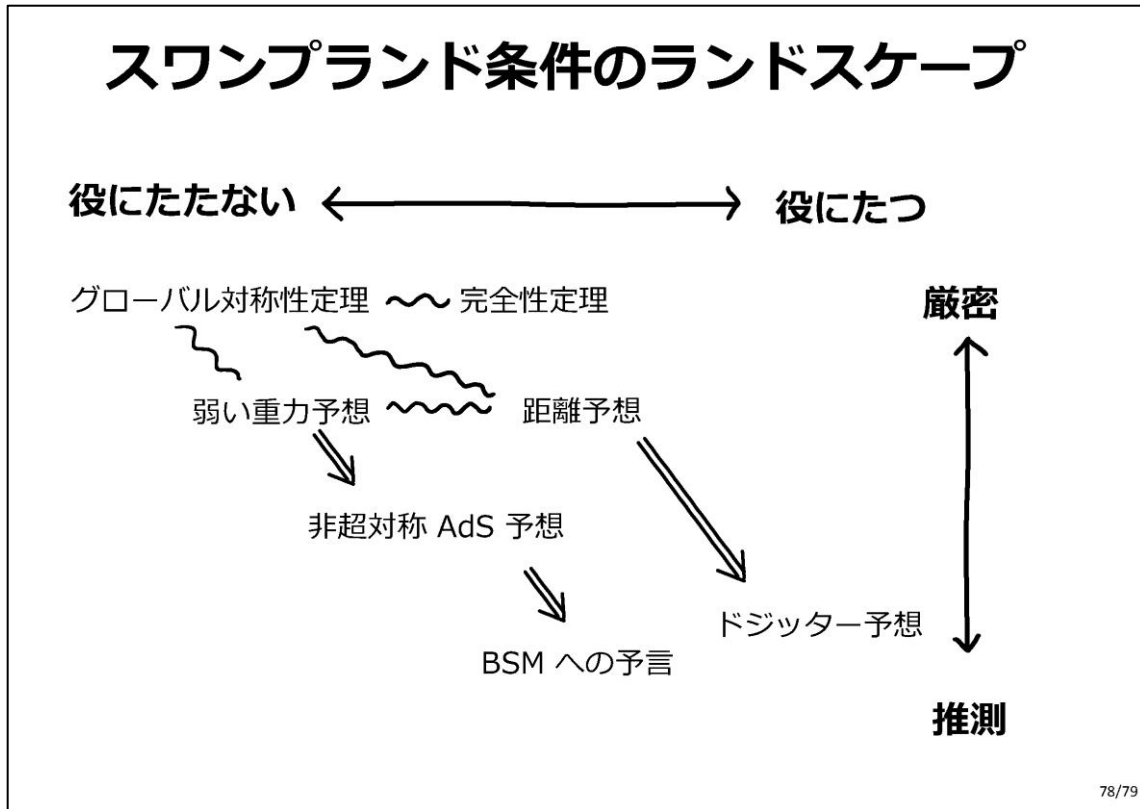 スワンプランド条件のランドスケープ
役にたたない
役にたつ
グローバル対称性定理
完全性定理
厳密
弱い重力予想
距離予想
非超対称 AdS 予想
ドジッター予想
BSM への予言
推測
78/79